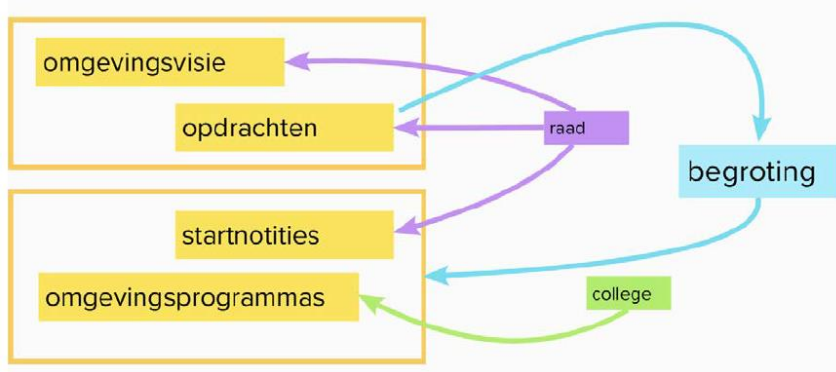 omgevingsvisie
opdrachten
raad
begroting
startnotities
omgevingsprogrammas
college